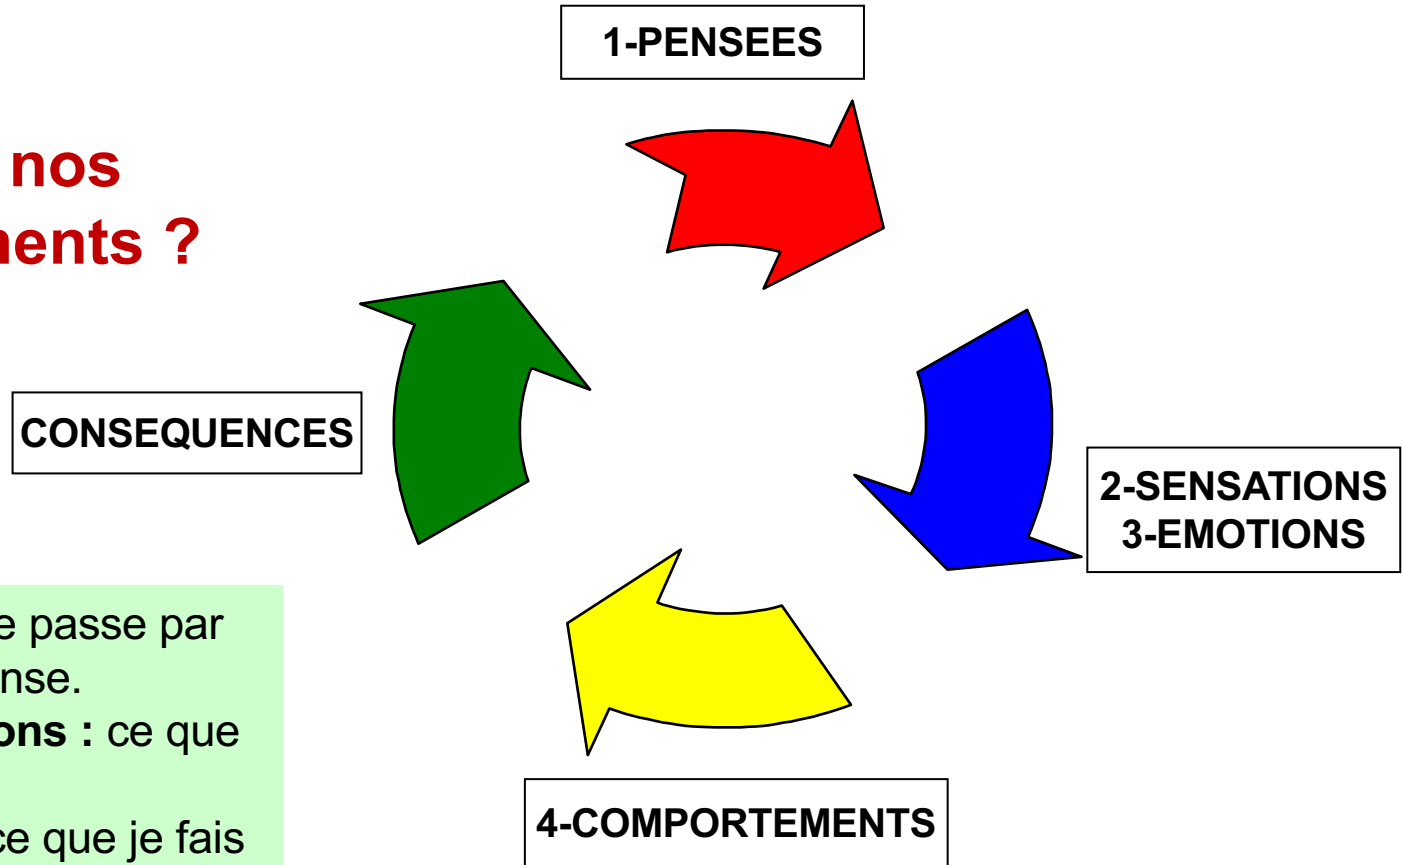 1-PENSEES
nos
ments ?
CONSEQUENCES
2-SENSATIONS
3-EMOTIONS
e passe par
nse.
ons : ce que
ce que je fais
4-COMPORTEMENTS